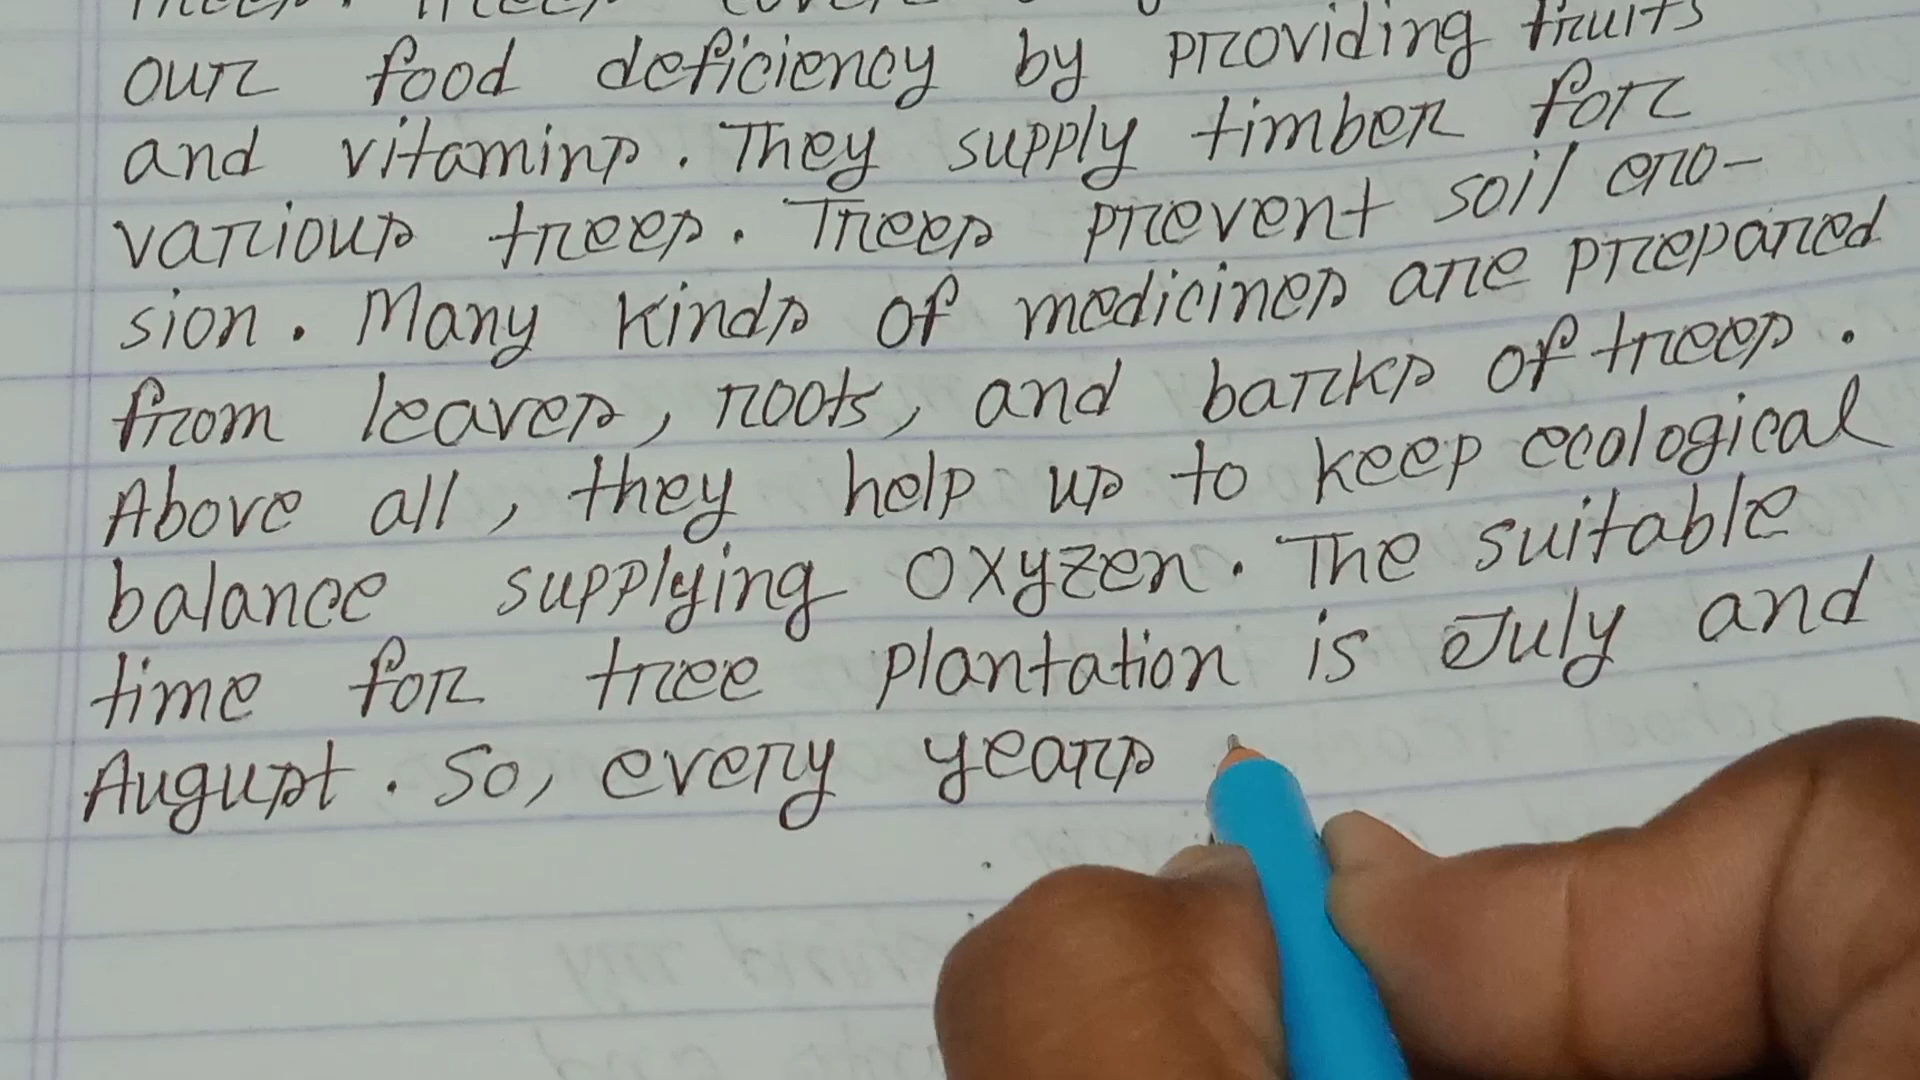 our food deficiency by providing fruits
and vitamins. They supply timber for
various trees. Trees prevent soil ero-
sion. Many kinds of medicines are prepared
from leaves, roots, and barks of trees.
Above all, they help us to keep ecological
balance supplying oxyzen. The suitable
time for tree plantation is July and
August. So, every years